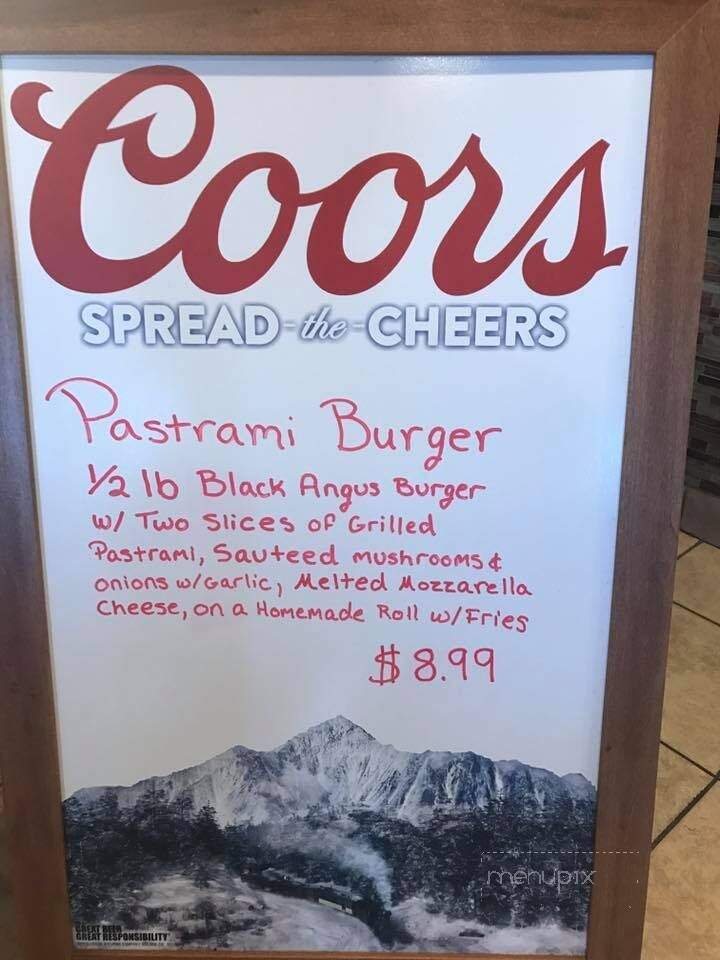 Coors
SPREAD-the-CHEERS
Pastrami Burger
1/2 lb Black Angus Burger
w/ Two Slices of Grilled
Pastrami, Sauteed mushrooms &
onions w/Garlic, Melted Mozzarella
Cheese, on a Homemade Roll w/Fries
$8.99
menupix
GREAT BEER
GREAT RESPONSIBILITY